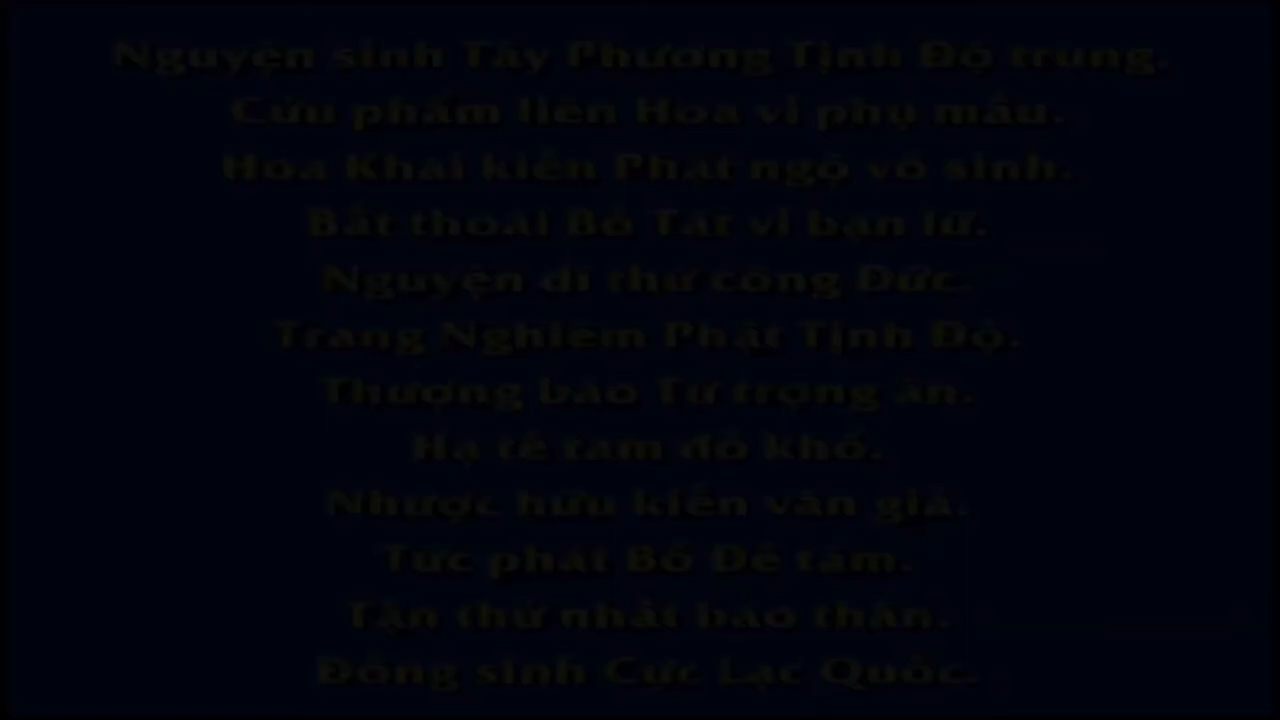 Nguyện sinh Tây Phương Tịnh Độ trung.
Cửu phẩm liên Hoa vi phụ mẫu.
Hoa Khai kiến Phật ngộ vô sinh.
Bất thoái Bồ Tát vi bạn lữ.
Nguyện dĩ thử công Đức.
Trang Nghiêm Phật Tịnh Độ.
Thượng báo Tứ trọng ân.
Hạ tế tam đồ khổ.
Nhược hữu kiến văn giả.
Tức phát Bồ Đề tâm.
Tận thử nhất báo thân.
Đồng sinh Cực Lạc Quốc.